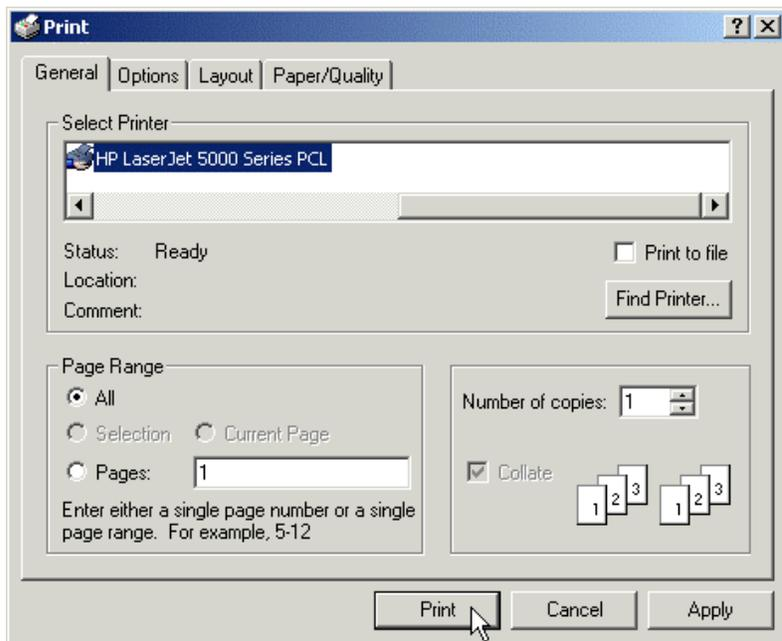 Print
General Options Layout Paper/Quality
Select Printer
HP LaserJet 5000 Series PCL
Status: Ready
Location:
Comment:
Print to file
Find Printer...
Page Range
All
Selection Current Page
Pages: 1
Enter either a single page number or a single
page range. For example, 5-12
Number of copies: 1
Collate
1 2 3 1 2 3
Print Cancel Apply